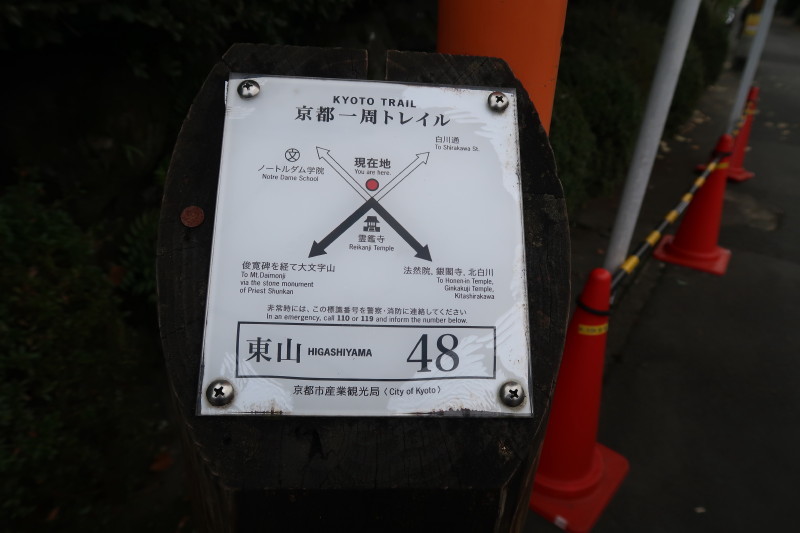 KYOTO TRAIL
京都一周トレイル
白川通
To Shirakawa St.
ノートルダム学院
Notre Dame School
現在地
You are here.
霊鑑寺
Reikanji Temple
俊寛碑を経て大文字山
To Mt.Daimonji
via the stone monument
of Priest Shunkan
法然院, 銀閣寺, 北白川
To Honen-in Temple,
Ginkakuji Temple,
Kitashirakawa
非常時には、この標識番号を警察・消防に連絡してください
In an emergency, call 110 or 119 and inform the number below.
東山 HIGASHIYAMA 48
京都市産業観光局（City of Kyoto）